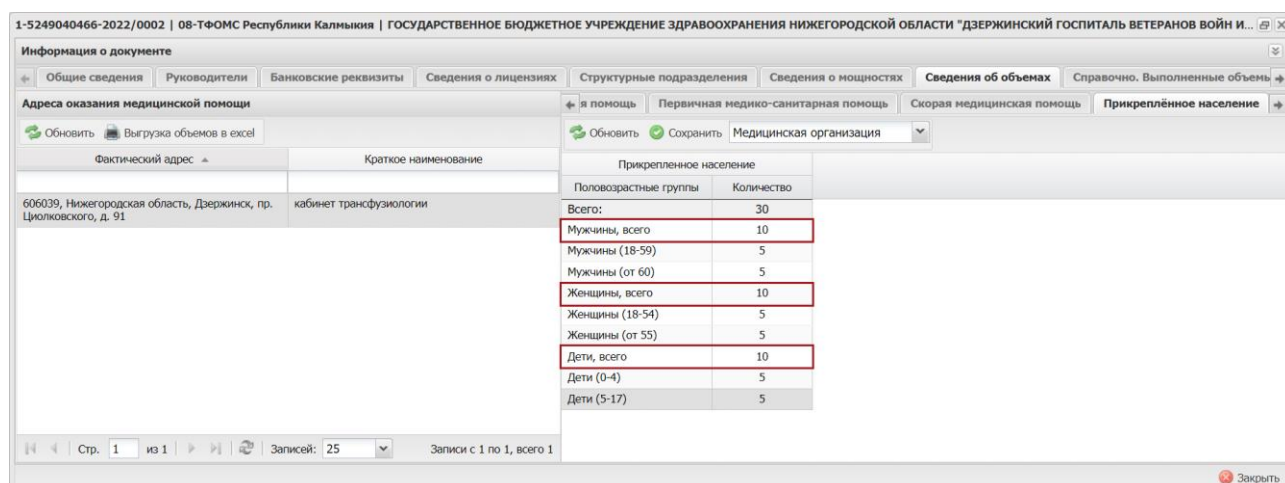 1-5249040466-2022/0002 | 08-ТФОМС Республики Калмыкия | ГОСУДАРСТВЕННОЕ БЮДЖЕТНОЕ УЧРЕЖДЕНИЕ ЗДРАВООХРАНЕНИЯ НИЖЕГОРОДСКОЙ ОБЛАСТИ "ДЗЕРЖИНСКИЙ ГОСПИТАЛЬ ВЕТЕРАНОВ ВОЙН И...
Информация о документе
Общие сведения Руководители Банковские реквизиты Сведения о лицензиях Структурные подразделения Сведения о мощностях Сведения об объемах Справочно. Выполненные объемы
Адреса оказания медицинской помощи
я помощь Первичная медико-санитарная помощь Скорая медицинская помощь Прикреплённое население
Обновить Выгрузка объемов в excel
Обновить Сохранить Медицинская организация
Фактический адрес Краткое наименование
606039, Нижегородская область, Дзержинск, пр. Циолковского, д. 91 кабинет трансфузиологии
Прикрепленное население
Половозрастные группы Количество
Всего: 30
Мужчины, всего 10
Мужчины (18-59) 5
Мужчины (от 60) 5
Женщины, всего 10
Женщины (18-54) 5
Женщины (от 55) 5
Дети, всего 10
Дети (0-4) 5
Дети (5-17) 5
Стр. 1 из 1 Записей: 25 Записи с 1 по 1, всего 1
Закрыть